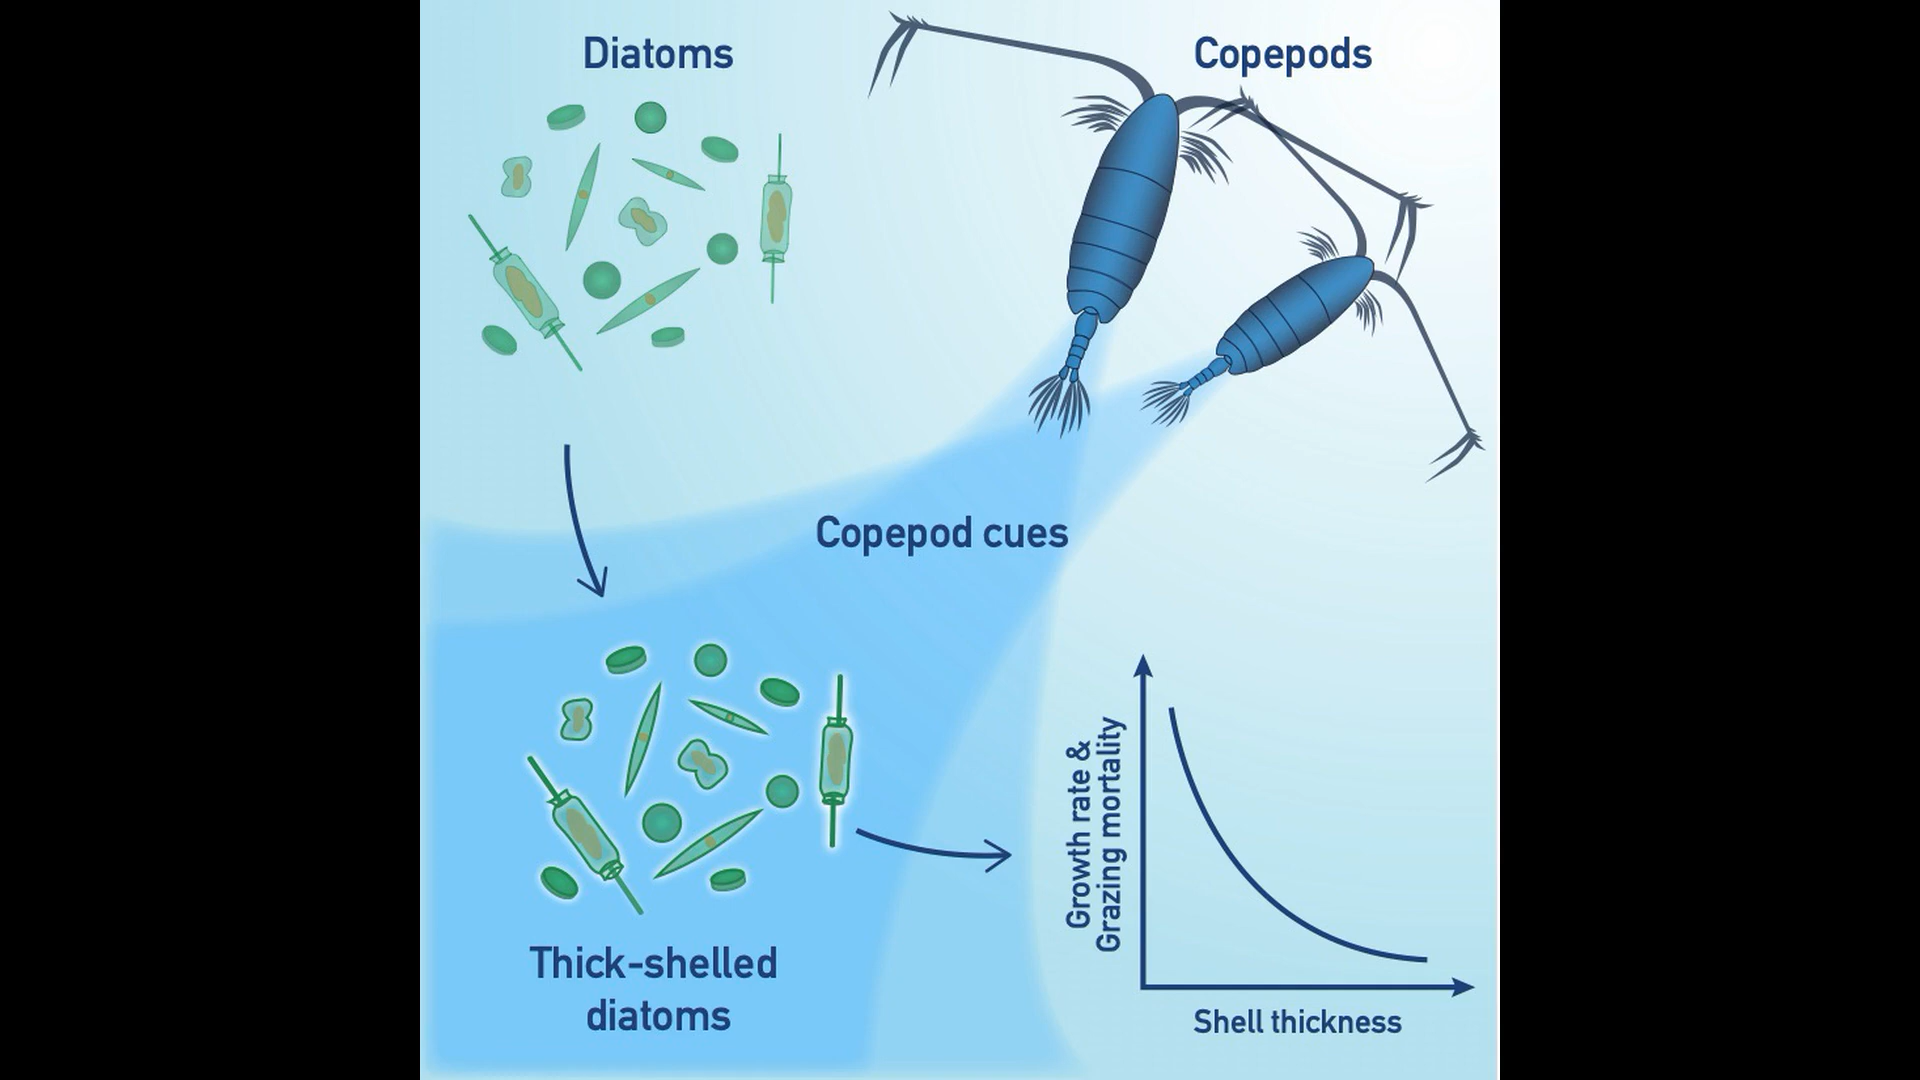 Diatoms
Copepods
Copepod cues
Thick-shelled
diatoms
Growth rate &
Grazing mortality
Shell thickness